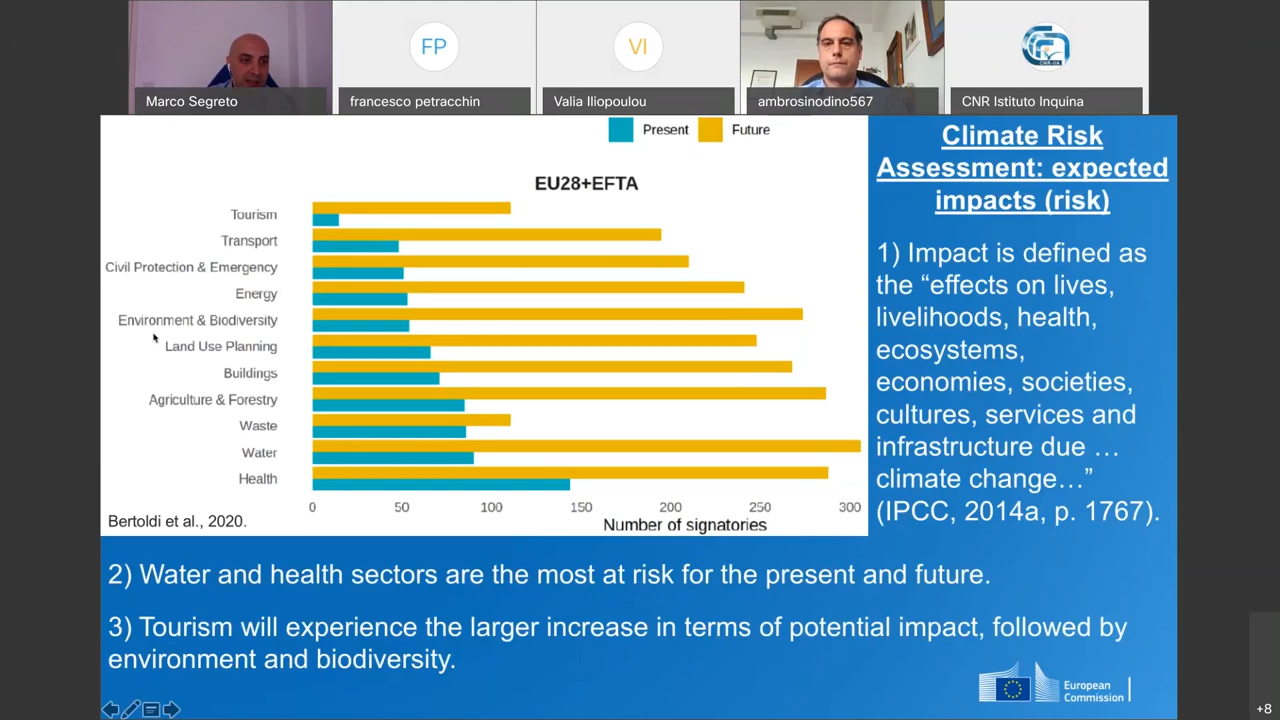 FP
VI
CNR-IIA
Marco Segreto
francesco petracchin
Valia Iliopoulou
ambrosinodino567
CNR Istituto Inquina
Present
Future
EU28+EFTA
Tourism
Transport
Civil Protection & Emergency
Energy
Environment & Biodiversity
Land Use Planning
Buildings
Agriculture & Forestry
Waste
Water
Health
0 50 100 150 200 250 300
Number of signatories
Bertoldi et al., 2020.
Climate Risk
Assessment: expected
impacts (risk)
1) Impact is defined as
the “effects on lives,
livelihoods, health,
ecosystems,
economies, societies,
cultures, services and
infrastructure due …
climate change…”
(IPCC, 2014a, p. 1767).
2) Water and health sectors are the most at risk for the present and future.
3) Tourism will experience the larger increase in terms of potential impact, followed by
environment and biodiversity.
European
Commission
+8